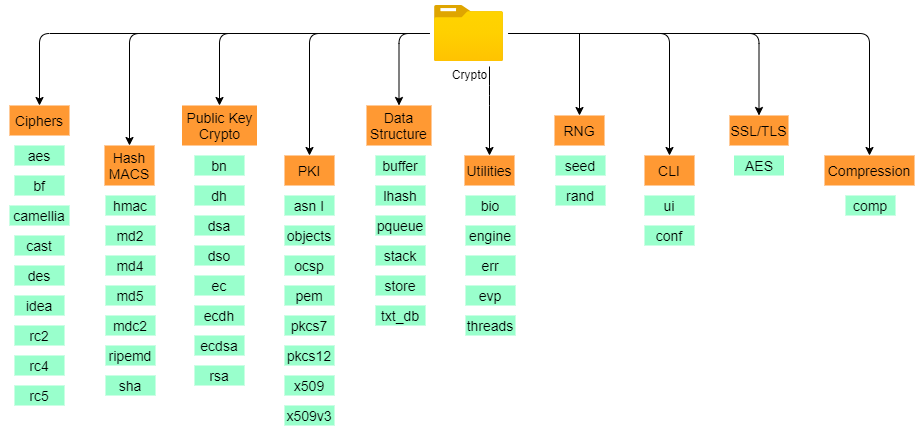 Crypto
Ciphers
aes
bf
camellia
cast
des
idea
rc2
rc4
rc5
Hash
MACS
hmac
md2
md4
md5
mdc2
ripemd
sha
Public Key
Crypto
bn
dh
dsa
dso
ec
ecdh
ecdsa
rsa
PKI
asn l
objects
ocsp
pem
pkcs7
pkcs12
x509
x509v3
Data
Structure
buffer
lhash
pqueue
stack
store
txt_db
Utilities
bio
engine
err
evp
threads
RNG
seed
rand
CLI
ui
conf
SSL/TLS
AES
Compression
comp